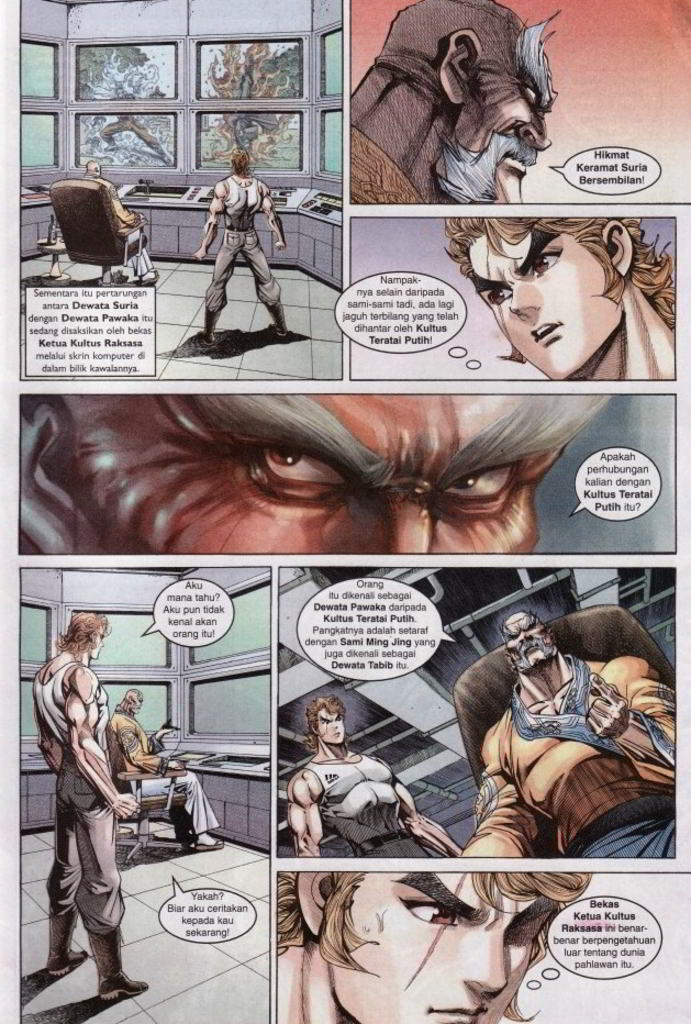 Sementara itu pertarungan
antara Dewata Suria
dengan Dewata Pawaka itu
sedang disaksikan oleh bekas
Ketua Kultus Raksasa
melalui skrin komputer di
dalam bilik kawalannya.
Hikmat
Keramat Suria
Bersembilan!
Nampak-
nya selain daripada
sami-sami tadi, ada lagi
jaguh terbilang yang telah
dihantar oleh Kultus
Teratai Putih!
Apakah
perhubungan
kalian dengan
Kultus Teratai
Putih itu?
Aku
mana tahu?
Aku pun tidak
kenal akan
orang itu!
Yakah?
Biar aku ceritakan
kepada kau
sekarang!
Orang
itu dikenali sebagai
Dewata Pawaka daripada
Kultus Teratai Putih.
Pangkatnya adalah setaraf
dengan Sami Ming Jing yang
juga dikenali sebagai
Dewata Tabib itu.
Bekas
Ketua Kultus
Raksasa ini benar-
benar berpengetahuan
luar tentang dunia
pahlawan itu.